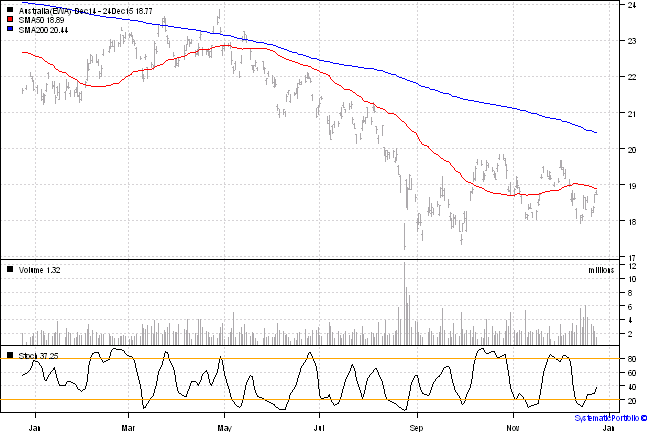 Australia(EWA) Dec14 - 24Dec15 18.77
SMA50 18.89
SMA200 20.44
24
23
22
21
20
19
18
17
Volume 1.32
millions
12
10
8
6
4
2
Stoch 37.25
80
60
40
20
Jan Mar May Jul Sep Nov Jan
SystematicPortfolio ©